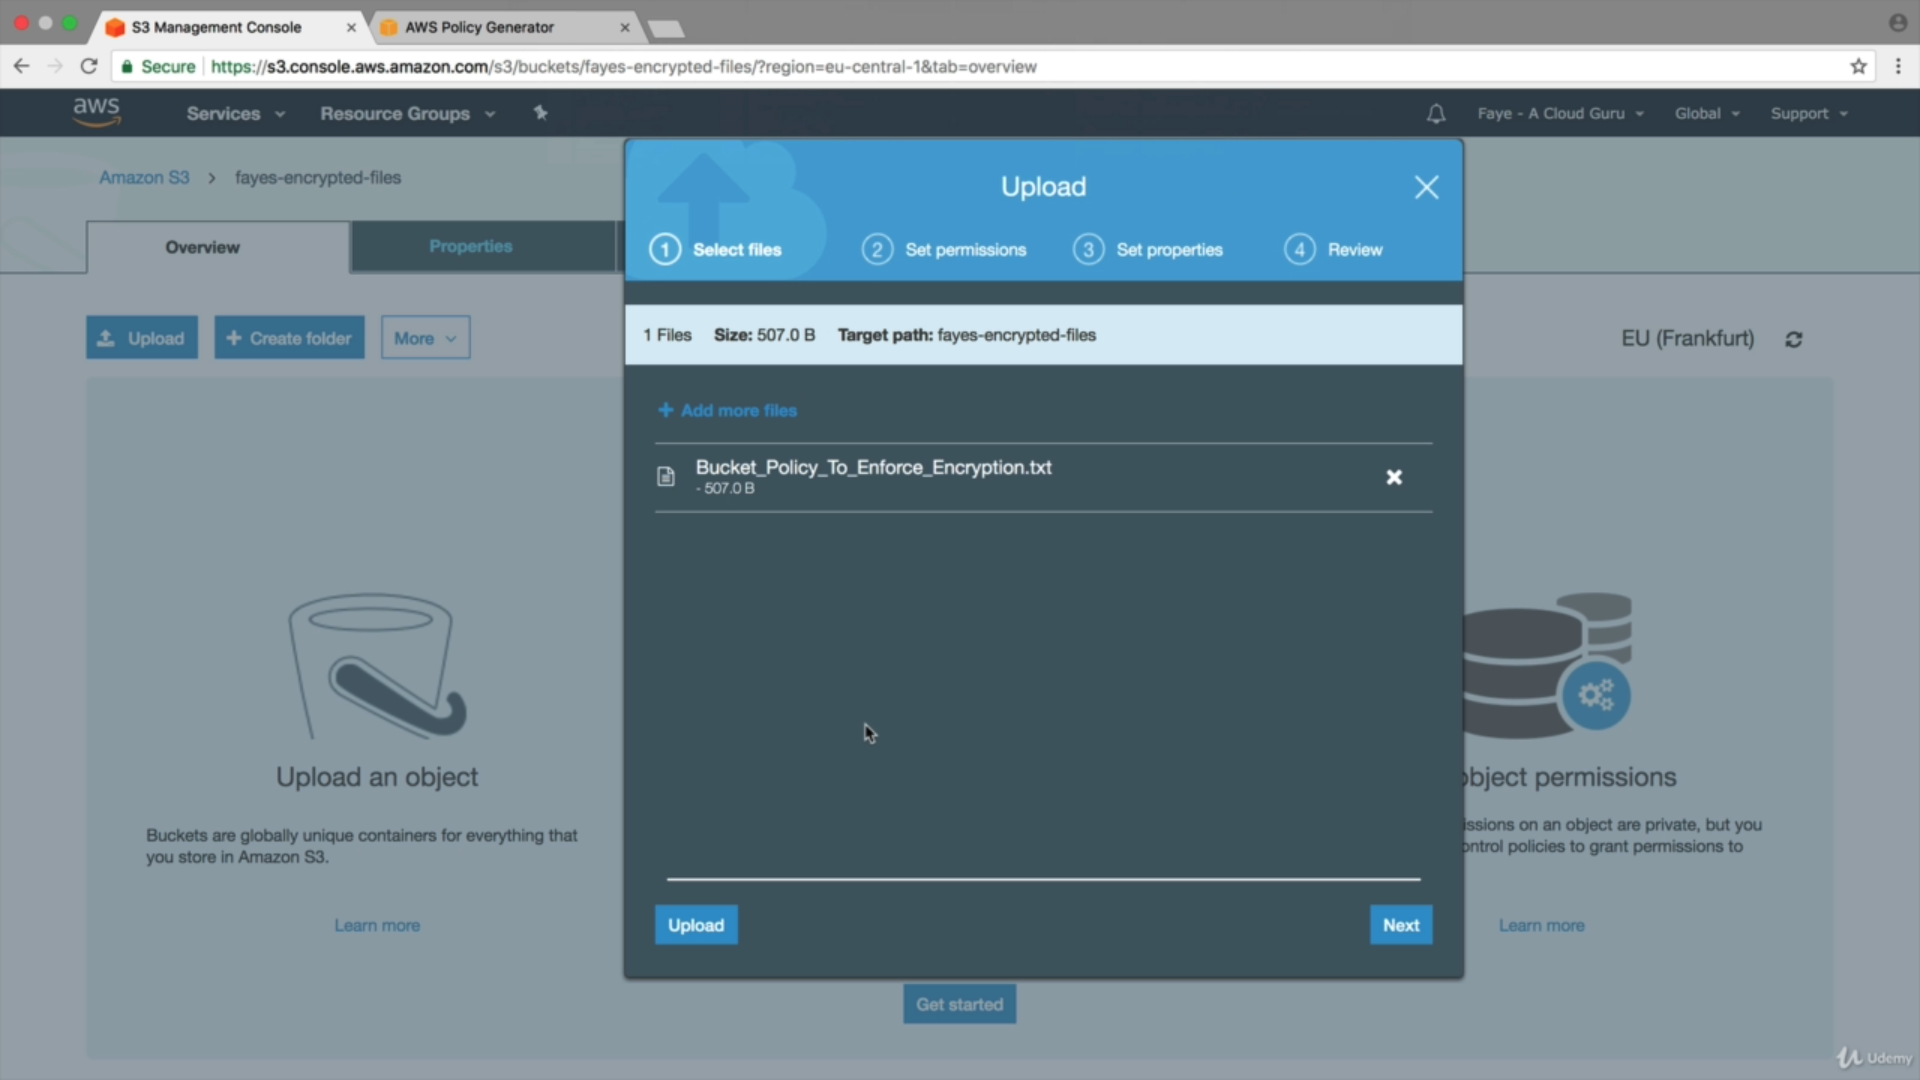 S3 Management Console
AWS Policy Generator
Secure https://s3.console.aws.amazon.com/s3/buckets/fayes-encrypted-files/?region=eu-central-1&tab=overview
aws Services Resource Groups Faye - A Cloud Guru Global Support
Amazon S3 > fayes-encrypted-files
Overview
Properties
Upload
Create folder
More
EU (Frankfurt)
Upload
1 Select files
2 Set permissions
3 Set properties
4 Review
1 Files Size: 507.0 B Target path: fayes-encrypted-files
+ Add more files
Bucket_Policy_To_Enforce_Encryption.txt
- 507.0 B
Upload
Next
Upload an object
Buckets are globally unique containers for everything that
you store in Amazon S3.
Learn more
object permissions
issions on an object are private, but you
ontrol policies to grant permissions to
Learn more
Get started
Udemy